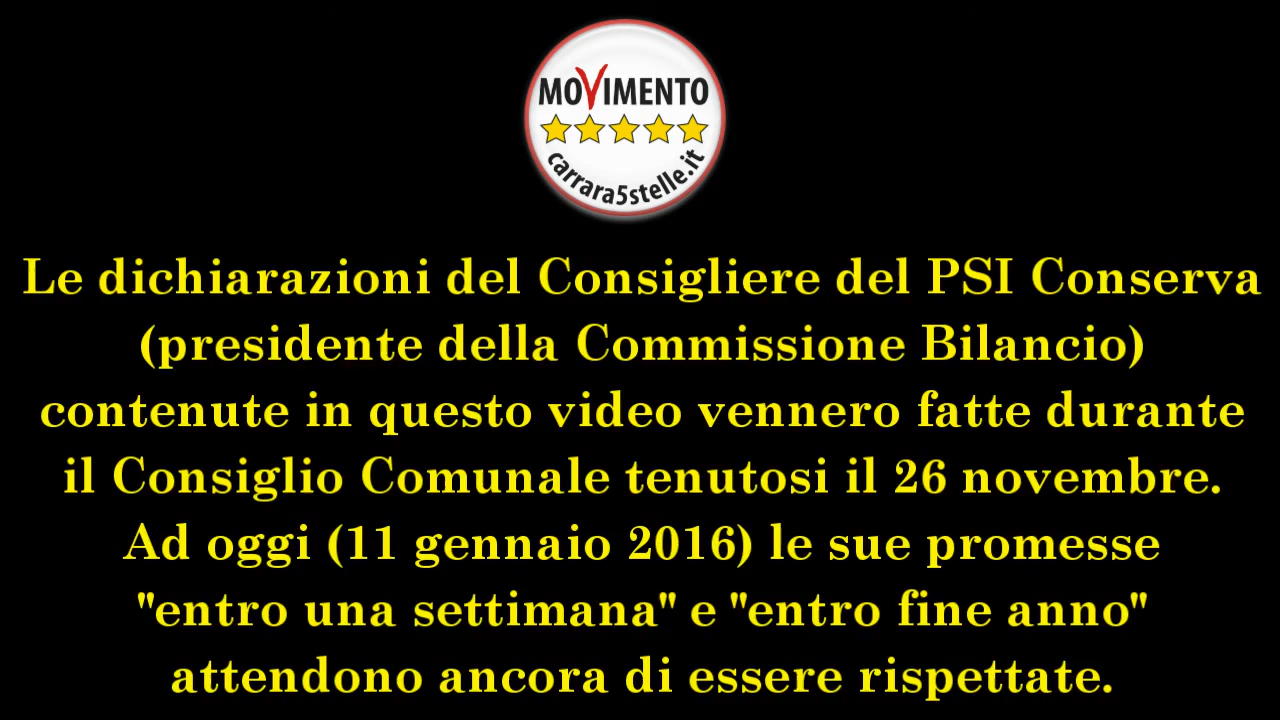 MOVIMENTO
carrara5stelle.it
Le dichiarazioni del Consigliere del PSI Conserva
(presidente della Commissione Bilancio)
contenute in questo video vennero fatte durante
il Consiglio Comunale tenutosi il 26 novembre.
Ad oggi (11 gennaio 2016) le sue promesse
"entro una settimana" e "entro fine anno"
attendono ancora di essere rispettate.